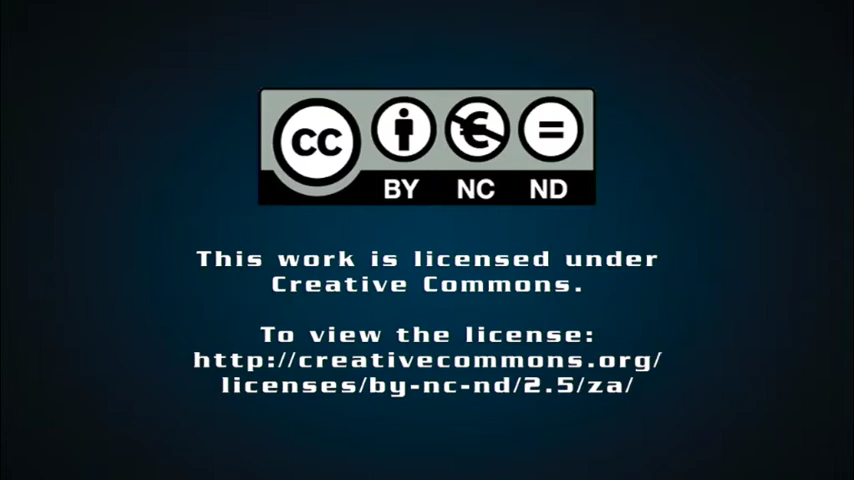 CC
BY NC ND
This work is licensed under
Creative Commons.
To view the license:
http://creativecommons.org/
licenses/by-nc-nd/2.5/za/